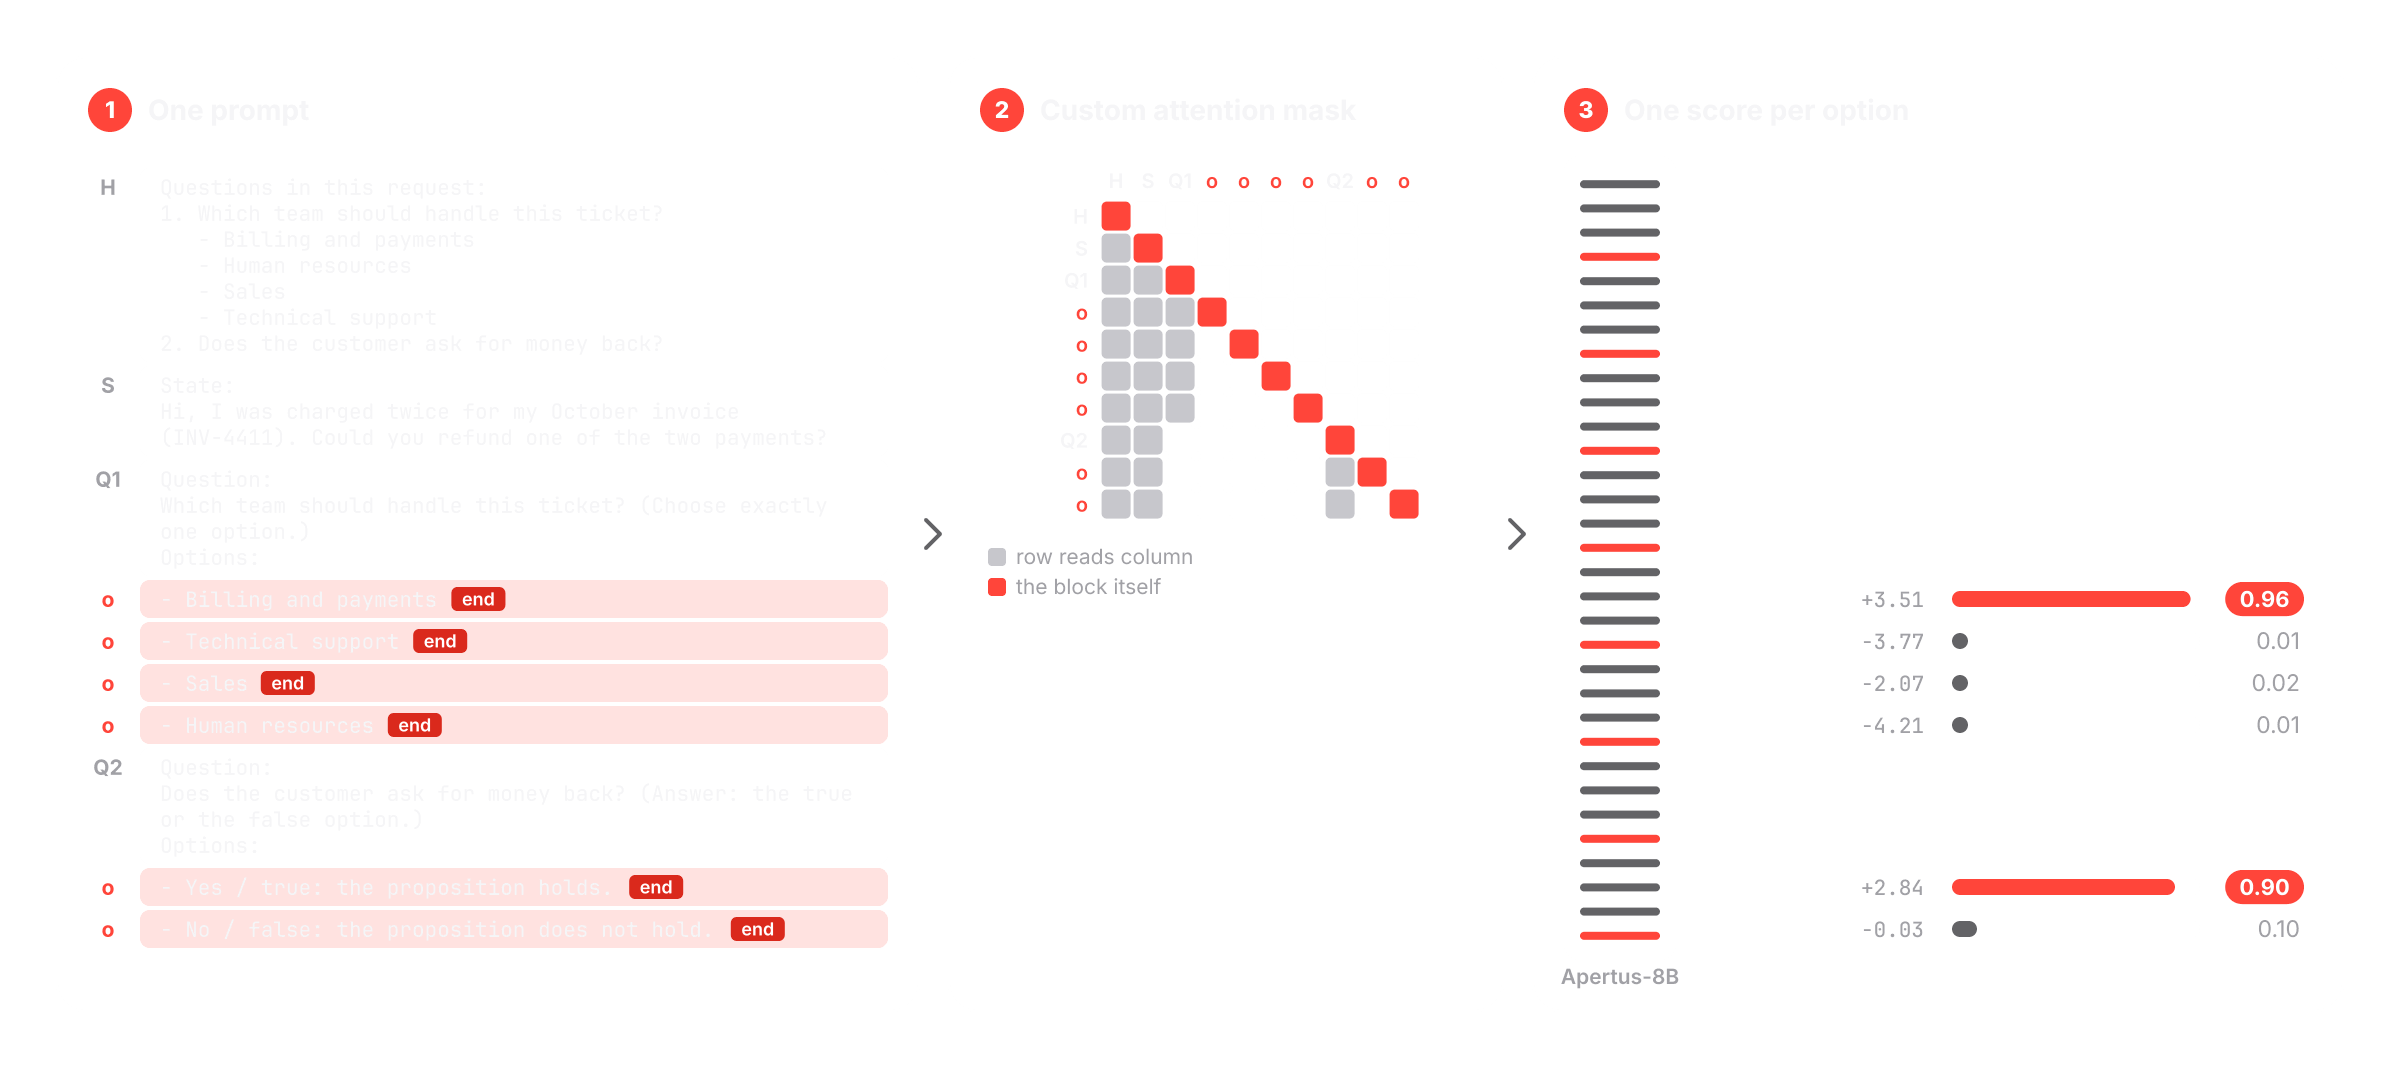 1 One prompt
H Questions in this request:
1. Which team should handle this ticket?
- Billing and payments
- Human resources
- Sales
- Technical support
2. Does the customer ask for money back?
S State:
Hi, I was charged twice for my October invoice
(INV-4411). Could you refund one of the two payments?
Q1 Question:
Which team should handle this ticket? (Choose exactly
one option.)
Options:
o - Billing and payments end
o - Technical support end
o - Sales end
o - Human resources end
Q2 Question:
Does the customer ask for money back? (Answer: the true
or the false option.)
Options:
o - Yes / true: the proposition holds. end
o - No / false: the proposition does not hold. end
2 Custom attention mask
H S Q1 o o o o Q2 o o
H
S
Q1
o
o
o
o
Q2
o
o
row reads column
the block itself
3 One score per option
+3.51 0.96
-3.77 0.01
-2.07 0.02
-4.21 0.01
+2.84 0.90
-0.03 0.10
Apertus-8B